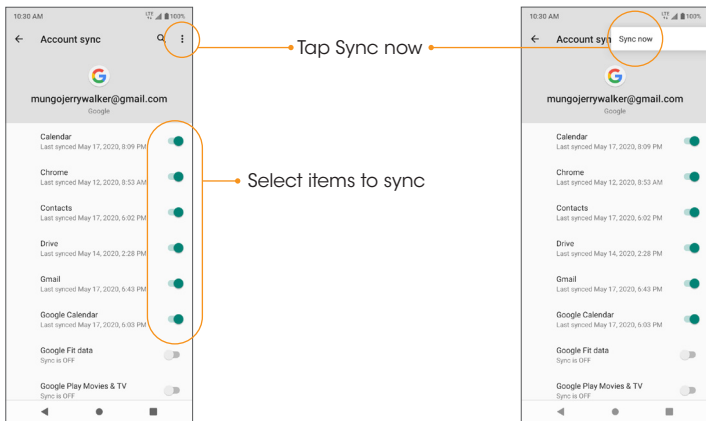 10:30 AM LTE 100%
Account sync
mungojerrywalker@gmail.com
Google
Calendar
Last synced May 17, 2020, 8:09 PM
Chrome
Last synced May 12, 2020, 8:53 AM
Contacts
Last synced May 17, 2020, 6:02 PM
Drive
Last synced May 14, 2020, 2:28 PM
Gmail
Last synced May 17, 2020, 6:43 PM
Google Calendar
Last synced May 17, 2020, 6:03 PM
Google Fit data
Sync is OFF
Google Play Movies & TV
Sync is OFF
Tap Sync now
Select items to sync
10:30 AM LTE 100%
Account syn Sync now
mungojerrywalker@gmail.com
Google
Calendar
Last synced May 17, 2020, 8:09 PM
Chrome
Last synced May 12, 2020, 8:53 AM
Contacts
Last synced May 17, 2020, 6:02 PM
Drive
Last synced May 14, 2020, 2:28 PM
Gmail
Last synced May 17, 2020, 6:43 PM
Google Calendar
Last synced May 17, 2020, 6:03 PM
Google Fit data
Sync is OFF
Google Play Movies & TV
Sync is OFF